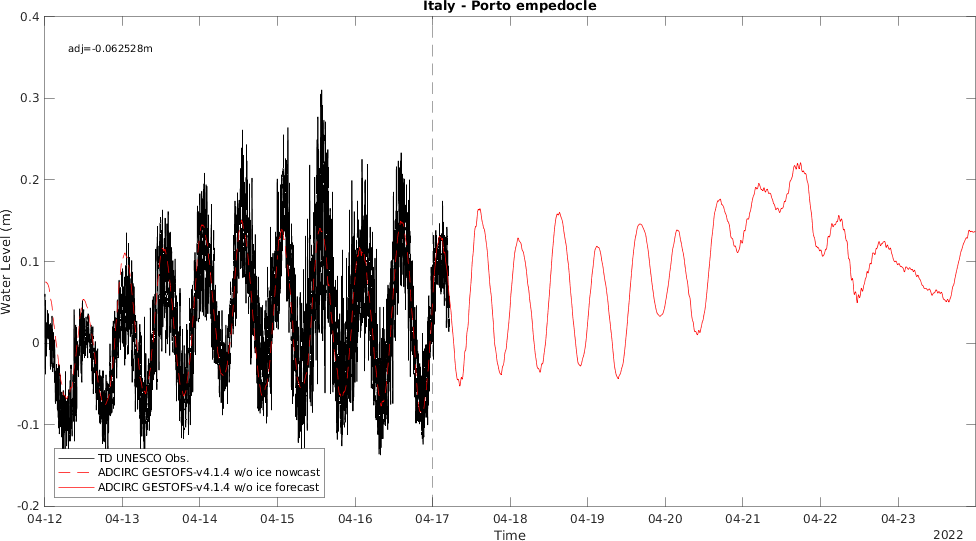 Italy - Porto empedocle
adj=-0.062528m
Water Level (m)
0.4
0.3
0.2
0.1
0
-0.1
-0.2
TD UNESCO Obs.
ADCIRC GESTOFS-v4.1.4 w/o ice nowcast
ADCIRC GESTOFS-v4.1.4 w/o ice forecast
04-12 04-13 04-14 04-15 04-16 04-17 04-18 04-19 04-20 04-21 04-22 04-23
Time
2022